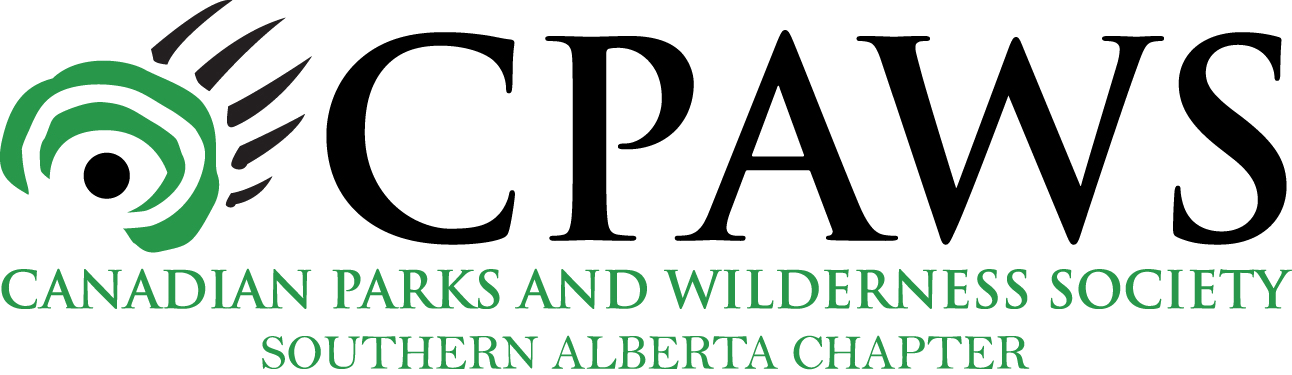 CPAWS
CANADIAN PARKS AND WILDERNESS SOCIETY
SOUTHERN ALBERTA CHAPTER